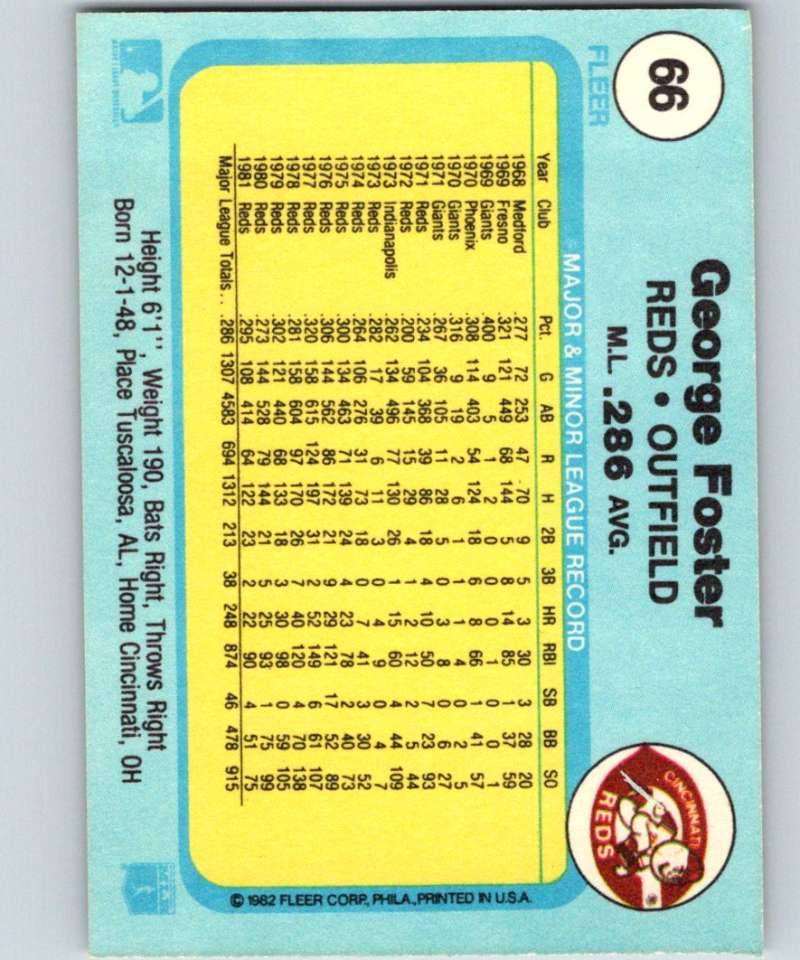 66
FLEER
George Foster
REDS • OUTFIELD
M.L. .286 AVG.
CINCINNATI
REDS
MAJOR & MINOR LEAGUE RECORD
Year Club Pct. G AB R H 2B 3B HR RBI SB BB SO
1968 Medford .277 72 253 47 70 9 5 3 30 3 28 20
1969 Fresno .321 121 449 68 144 5 8 14 85 1 37 59
1969 Giants .400 9 5 1 2 0 0 0 1 0 0 1
1970 Phoenix .308 114 403 54 124 18 6 8 66 1 41 57
1970 Giants .316 9 19 2 6 1 1 1 4 0 2 5
1971 Giants .267 36 105 11 28 5 0 3 8 0 6 27
1971 Reds .234 104 368 39 86 18 4 10 50 7 23 93
1972 Reds .200 59 145 15 29 4 1 2 12 2 5 44
1973 Indianapolis .262 134 496 77 130 26 1 15 60 5 44 109
1973 Reds .282 17 39 6 11 3 0 4 9 0 4 7
1974 Reds .264 106 276 31 73 18 0 7 41 3 30 52
1975 Reds .300 134 463 71 139 24 4 23 78 2 40 73
1976 Reds .306 144 562 86 172 21 9 29 121 17 52 89
1977 Reds .320 158 615 124 197 31 2 52 149 6 61 107
1978 Reds .281 158 604 97 170 26 7 40 120 4 70 138
1979 Reds .302 121 440 68 133 18 3 30 98 0 59 105
1980 Reds .273 144 528 79 144 21 5 25 93 1 75 99
1981 Reds .295 108 414 64 122 23 2 22 90 4 51 75
Major League Totals . . .286 1307 4583 694 1312 213 38 248 874 46 478 915
© 1982 FLEER CORP., PHILA., PRINTED IN U.S.A.
Height 6'1", Weight 190, Bats Right, Throws Right
Born 12-1-48, Place Tuscaloosa, AL, Home Cincinnati, OH